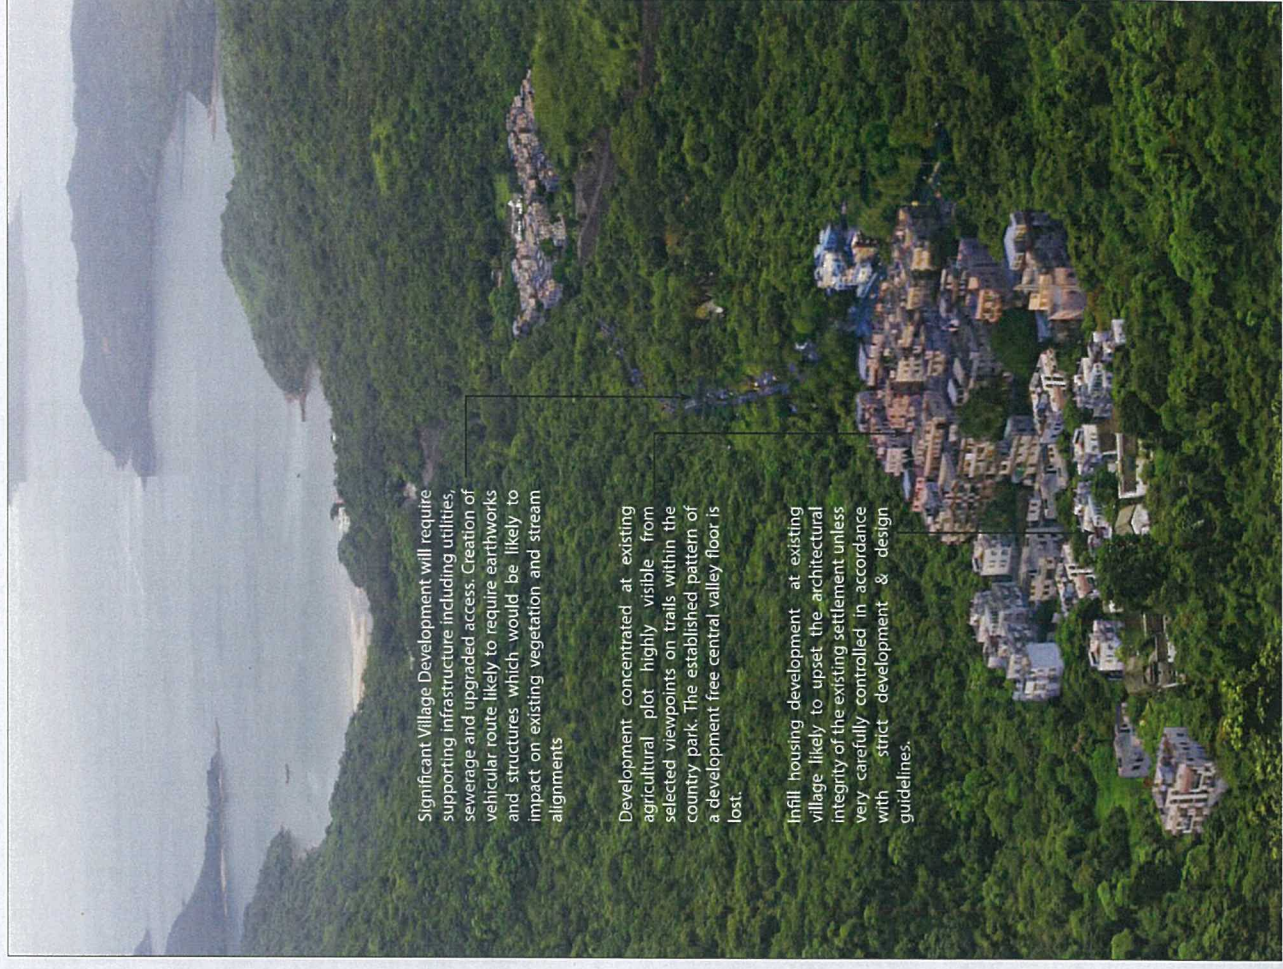 Significant Village Development will require
supporting infrastructure including utilities,
sewerage and upgraded access. Creation of
vehicular route likely to require earthworks
and structures which would be likely to
impact on existing vegetation and stream
alignments
Development concentrated at existing
agricultural plot highly visible from
selected viewpoints on trails within the
country park. The established pattern of
a development free central valley floor is
lost.
Infill housing development at existing
village likely to upset the architectural
integrity of the existing settlement unless
very carefully controlled in accordance
with strict development & design
guidelines.